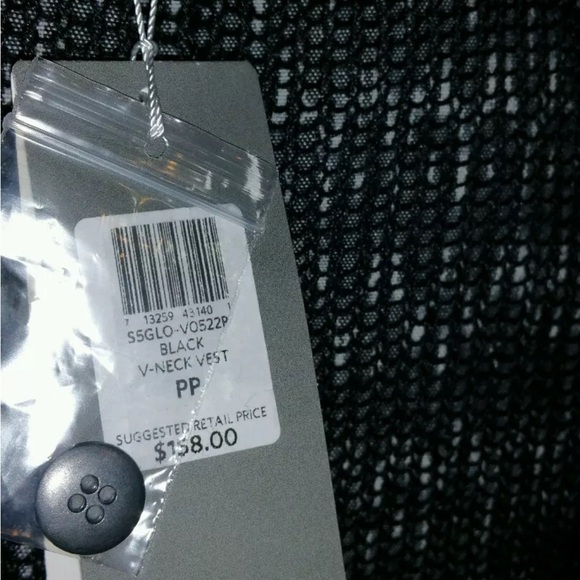 7 13259 43140 1
S5GLO-V0522P
BLACK
V-NECK VEST
PP
SUGGESTED RETAIL PRICE
$158.00